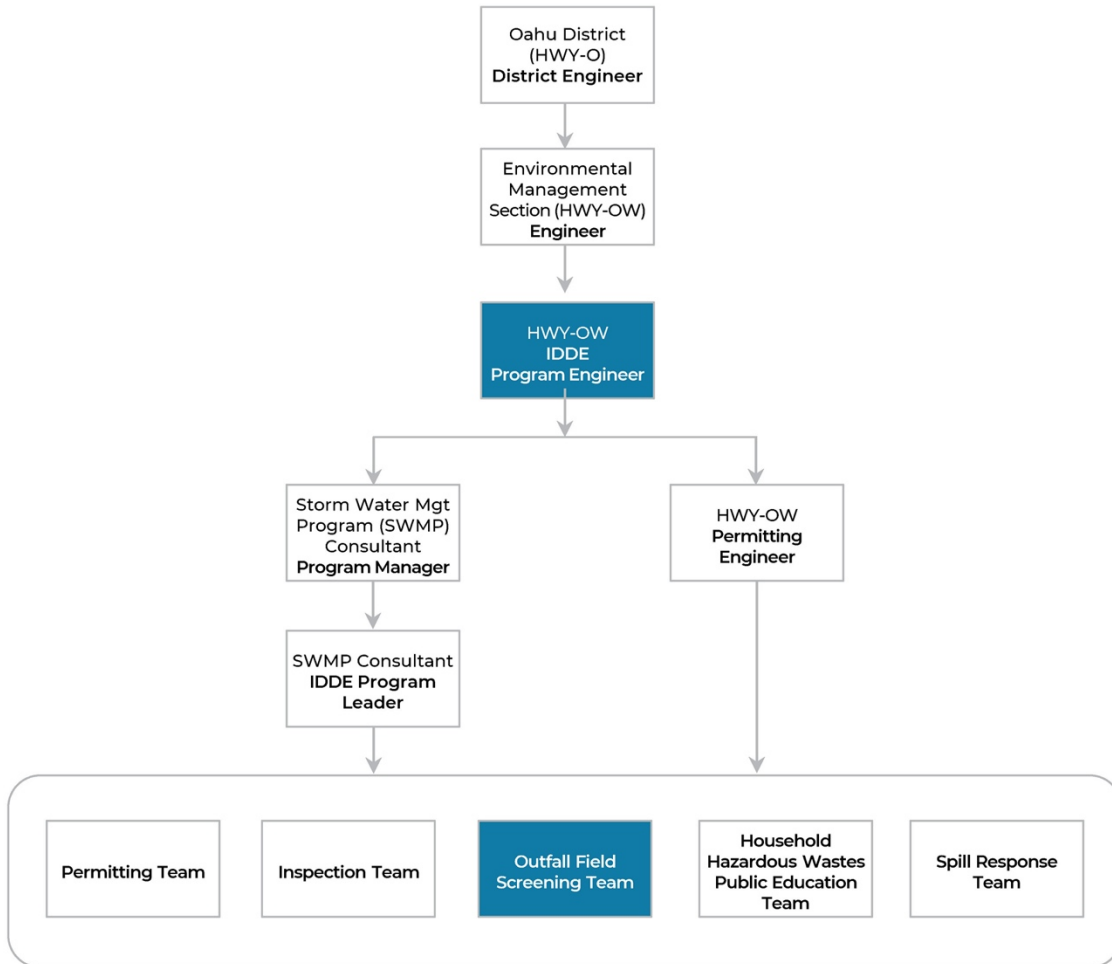 Oahu District
(HWY-O)
District Engineer
Environmental
Management
Section (HWY-OW)
Engineer
HWY-OW
IDDE
Program Engineer
Storm Water Mgt
Program (SWMP)
Consultant
Program Manager
HWY-OW
Permitting
Engineer
SWMP Consultant
IDDE Program
Leader
Permitting Team
Inspection Team
Outfall Field
Screening Team
Household
Hazardous Wastes
Public Education
Team
Spill Response
Team